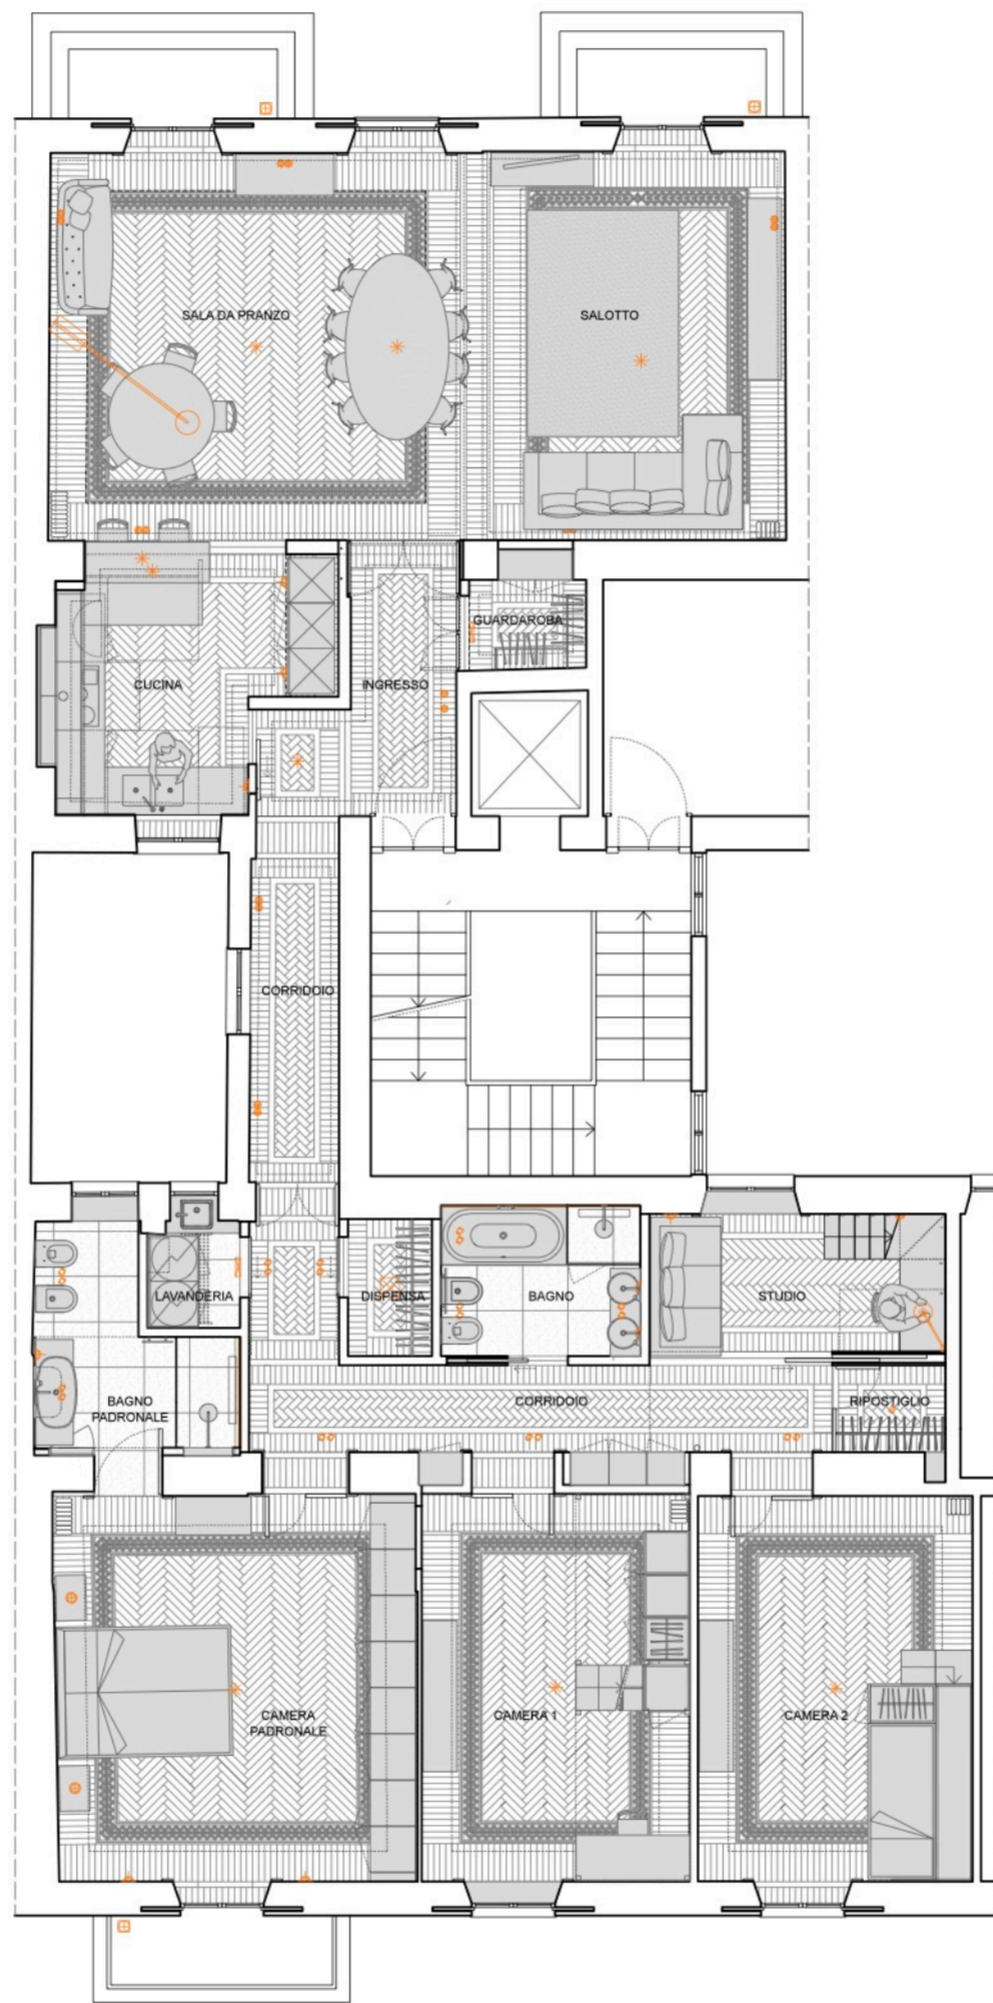 SALA DA PRANZO
SALOTTO
GUARDAROBA
CUCINA
INGRESSO
CORRIDOIO
LAVANDERIA
DISPENSA
BAGNO
STUDIO
BAGNO
PADRONALE
CORRIDOIO
RIPOSTIGLIO
CAMERA
PADRONALE
CAMERA 1
CAMERA 2